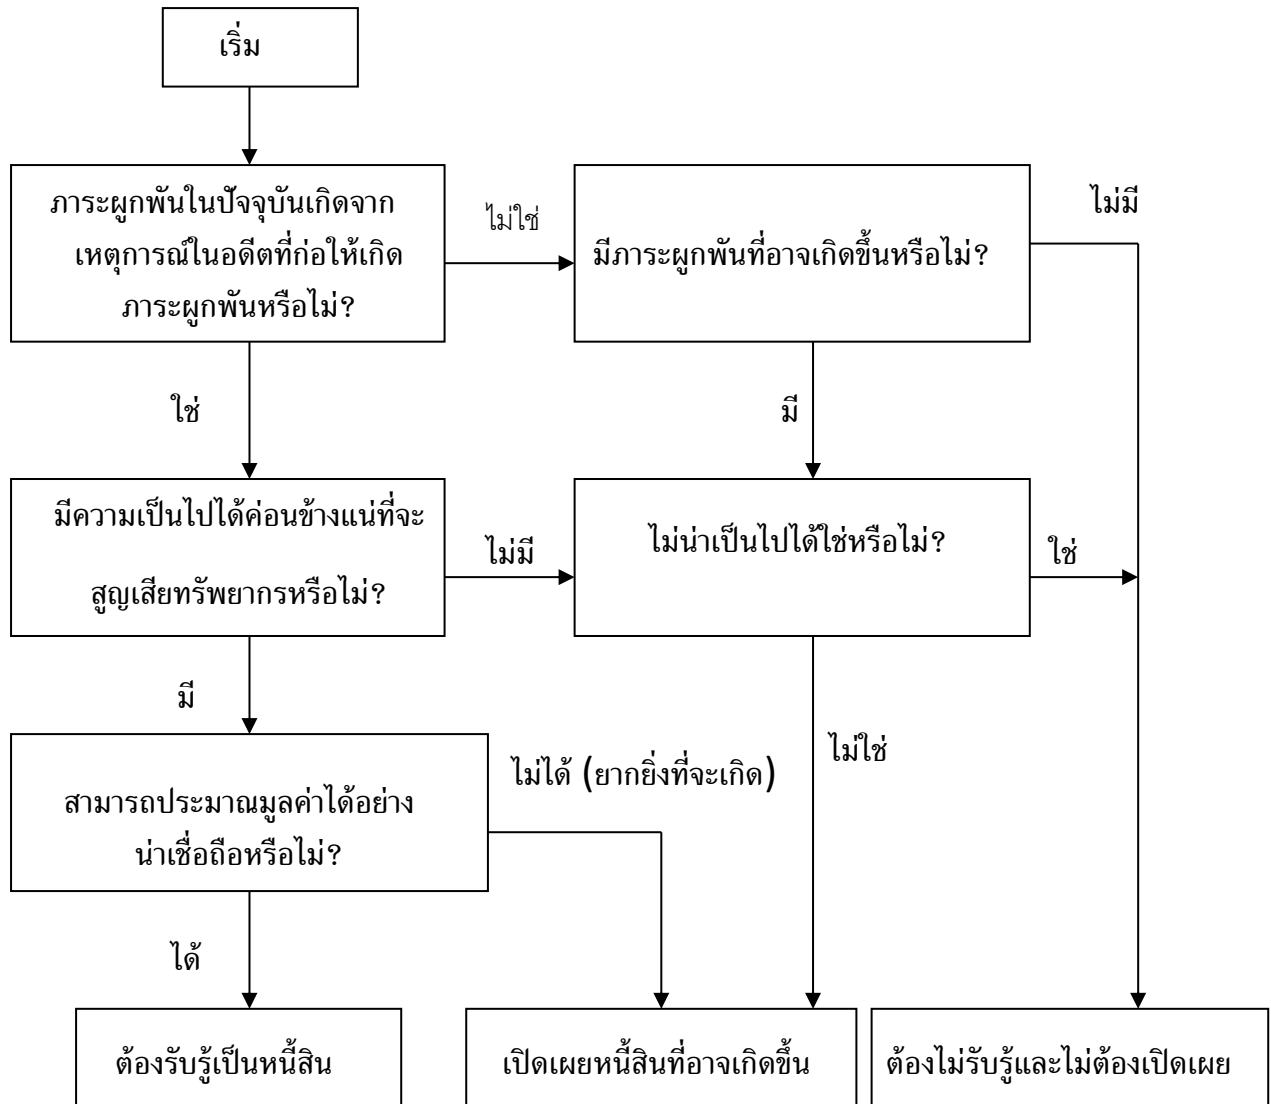 เริ่ม
ภาระผูกพันในปัจจุบันเกิดจาก
เหตุการณ์ในอดีตที่ก่อให้เกิด
ภาระผูกพันหรือไม่?
ไม่ใช่
มีภาระผูกพันที่อาจเกิดขึ้นหรือไม่?
ไม่มี
ใช่
มี
มีความเป็นไปได้ค่อนข้างแน่ที่จะ
สูญเสียทรัพยากรหรือไม่?
ไม่มี
ไม่น่าเป็นไปได้ใช่หรือไม่?
ใช่
มี
สามารถประมาณมูลค่าได้อย่าง
น่าเชื่อถือหรือไม่?
ไม่ได้ (ยากยิ่งที่จะเกิด)
ไม่ใช่
ได้
ต้องรับรู้เป็นหนี้สิน
เปิดเผยหนี้สินที่อาจเกิดขึ้น
ต้องไม่รับรู้และไม่ต้องเปิดเผย